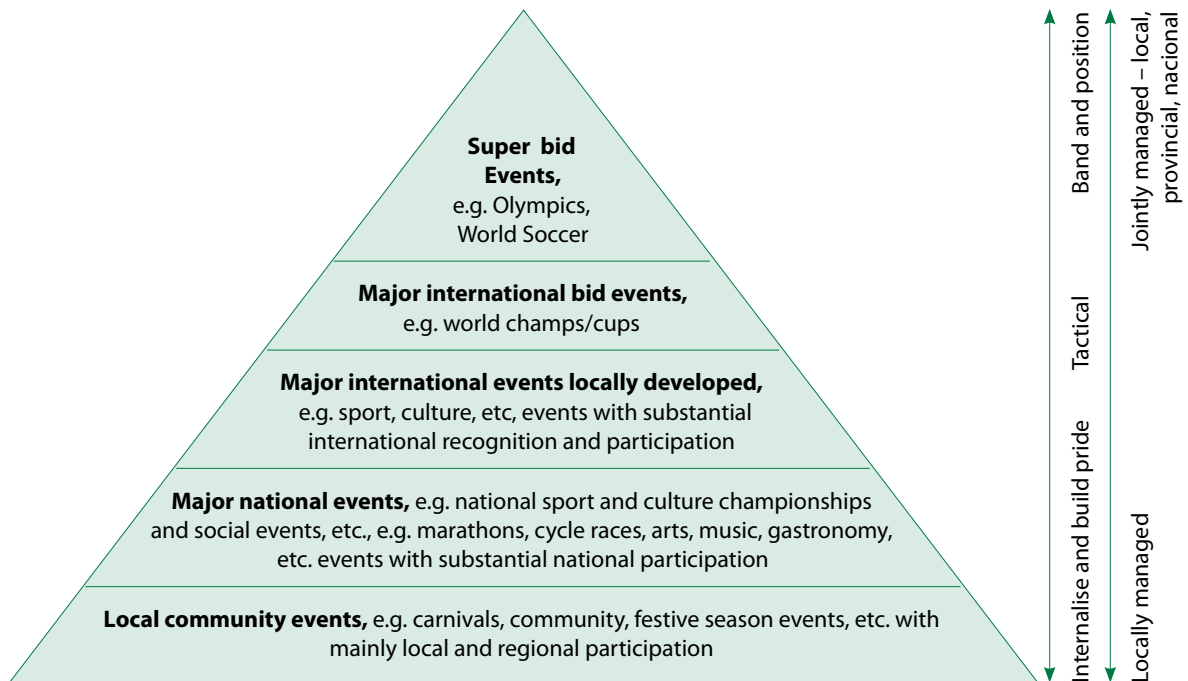 Super bid
Events,
e.g. Olympics,
World Soccer
Major international bid events,
e.g. world champs/cups
Major international events locally developed,
e.g. sport, culture, etc, events with substantial
international recognition and participation
Major national events, e.g. national sport and culture championships
and social events, etc., e.g. marathons, cycle races, arts, music, gastronomy,
etc. events with substantial national participation
Local community events, e.g. carnivals, community, festive season events, etc. with
mainly local and regional participation
Band and position
Tactical
Internalise and build pride
Jointly managed – local,
provincial, nacional
Locally managed